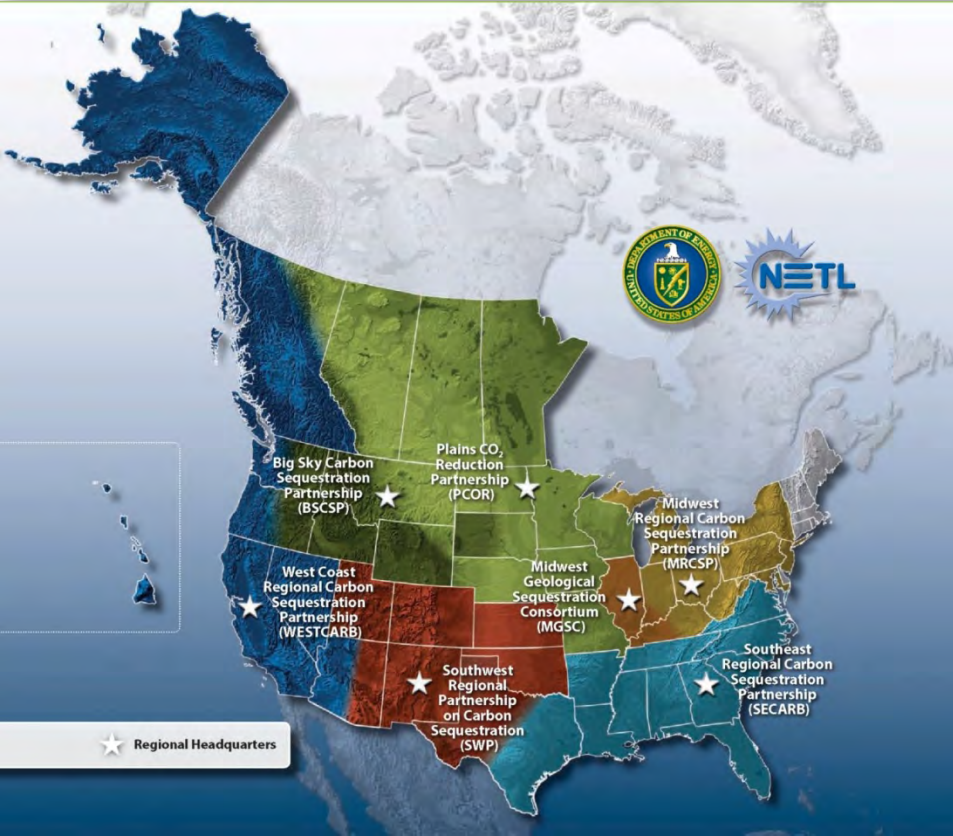 DEPARTMENT OF ENERGY
UNITED STATES OF AMERICA
NETL
Big Sky Carbon
Sequestration
Partnership
(BSCSP)
Plains CO₂
Reduction
Partnership
(PCOR)
Midwest
Regional Carbon
Sequestration
Partnership
(MRCSP)
West Coast
Regional Carbon
Sequestration
Partnership
(WESTCARB)
Midwest
Geological
Sequestration
Consortium
(MGSC)
Southwest
Regional
Partnership
on Carbon
Sequestration
(SWP)
Southeast
Regional Carbon
Sequestration
Partnership
(SECARB)
Regional Headquarters